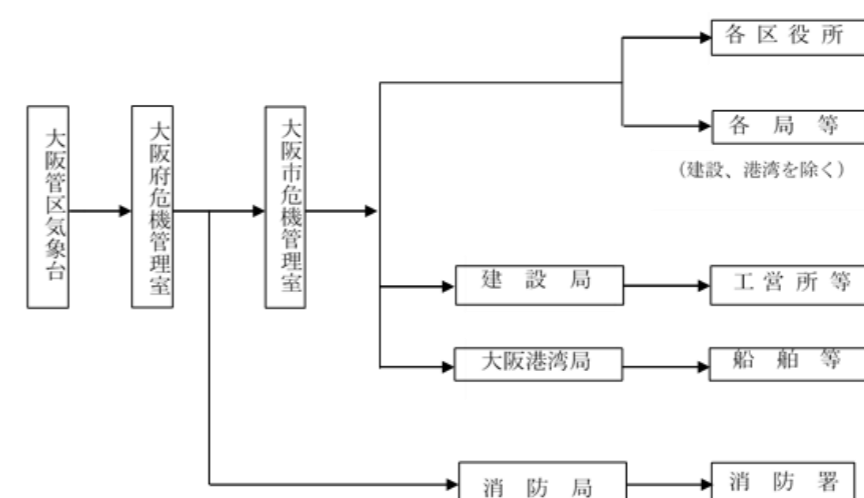 大阪管区気象台
大阪府危機管理室
大阪市危機管理室
各区役所
各局等
（建設、港湾を除く）
建設局
工営所等
大阪港湾局
船舶等
消防局
消防署